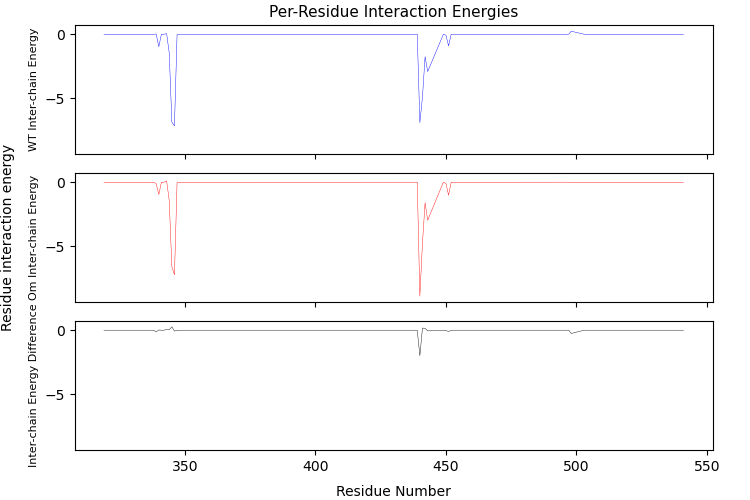 Per-Residue Interaction Energies
Residue interaction energy
WT Inter-chain Energy
0
−5
Om Inter-chain Energy
0
−5
Inter-chain Energy Difference
0
−5
350
400
450
500
550
Residue Number